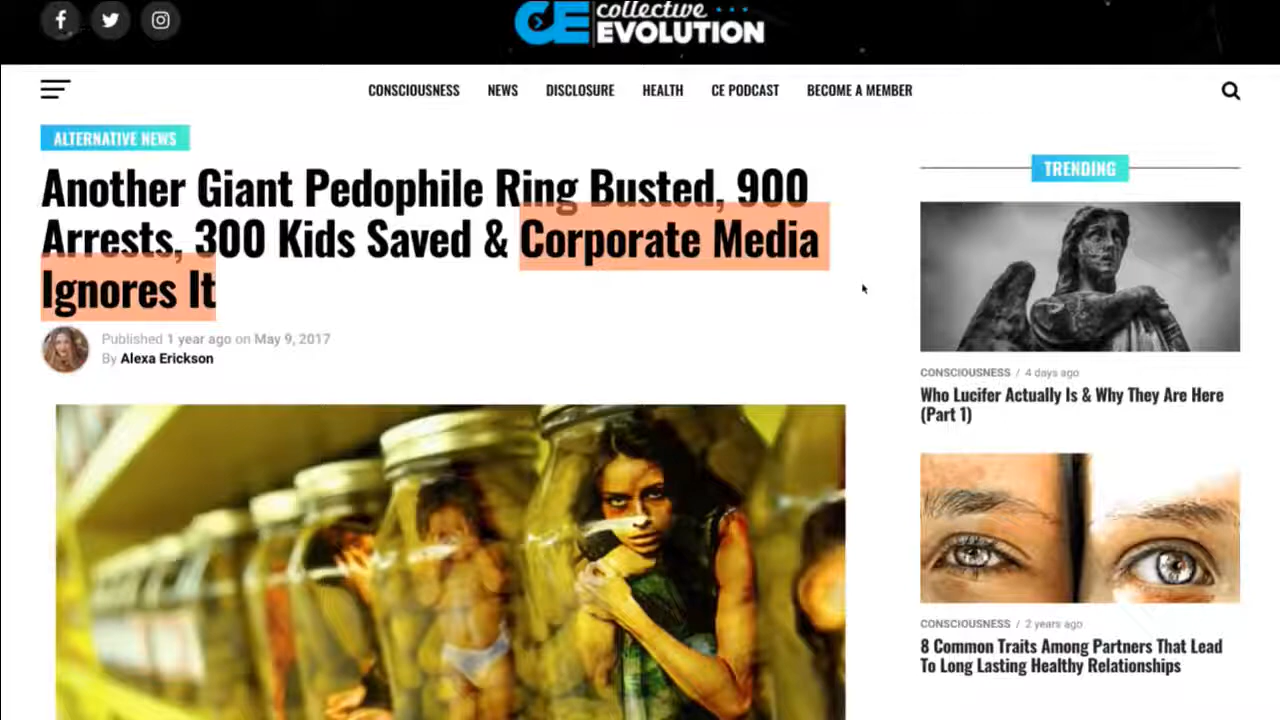 collective
CE EVOLUTION
CONSCIOUSNESS NEWS DISCLOSURE HEALTH CE PODCAST BECOME A MEMBER
ALTERNATIVE NEWS
Another Giant Pedophile Ring Busted, 900
Arrests, 300 Kids Saved & Corporate Media
Ignores It
Published 1 year ago on May 9, 2017
By Alexa Erickson
TRENDING
CONSCIOUSNESS / 4 days ago
Who Lucifer Actually Is & Why They Are Here
(Part 1)
CONSCIOUSNESS / 2 years ago
8 Common Traits Among Partners That Lead
To Long Lasting Healthy Relationships